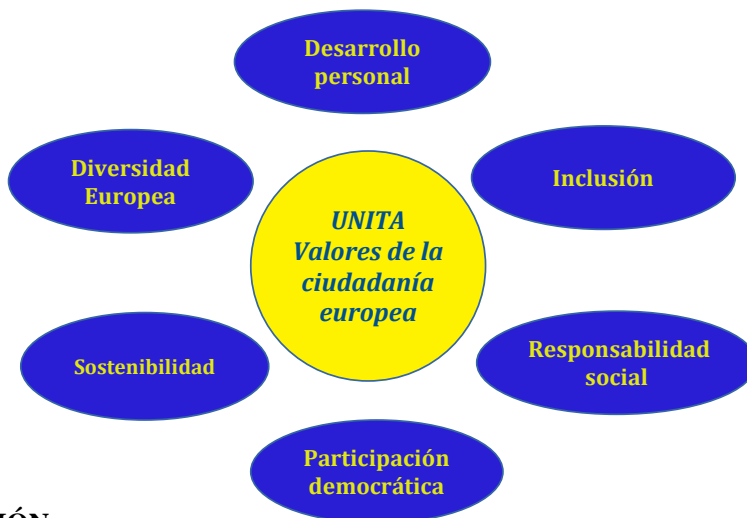 Desarrollo
personal
Diversidad
Europea
Inclusión
UNITA
Valores de la
ciudadanía
europea
Sostenibilidad
Responsabilidad
social
Participación
democrática